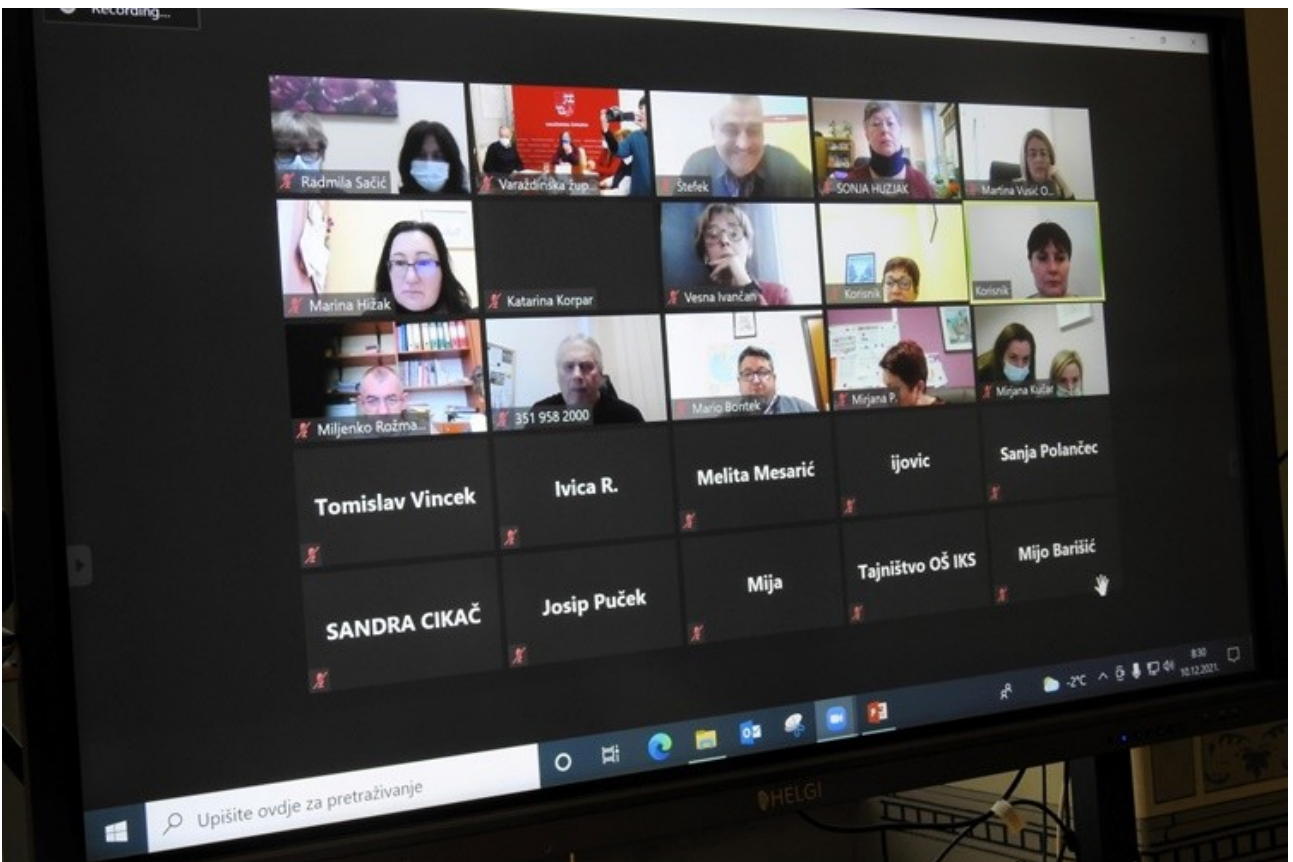 Recording...
Radmila Sačić
Varaždinska žup...
Štefek
SONJA HUZJAK
Martina Vusić O...
Marina Hižak
Katarina Korpar
Vesna Ivančan
Korisnik
Korisnik
Miljenko Rožma...
351 958 2000
Mario Bontek
Mirjana P.
Mirjana Kučar
Tomislav Vincek
Ivica R.
Melita Mesarić
ijovic
Sanja Polančec
SANDRA CIKAČ
Josip Puček
Mija
Tajništvo OŠ IKS
Mijo Barišić
-2°C
8:30
10.12.2021.
Upišite ovdje za pretraživanje
HELGI